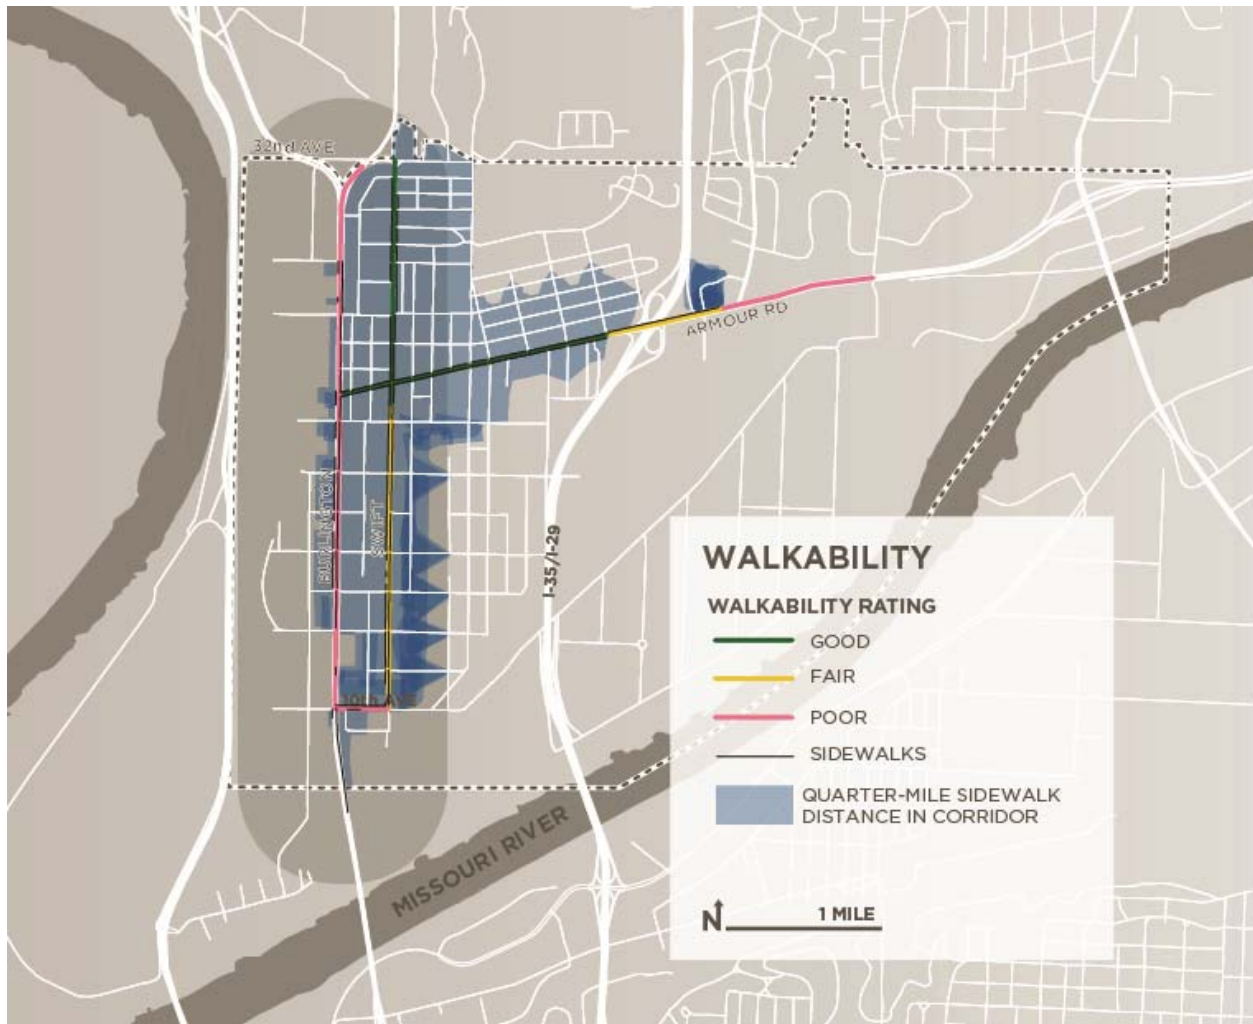 32nd AVE
ARMOUR RD
BURLINGTON
SWIFT
I-35/I-29
10th AVE
MISSOURI RIVER
WALKABILITY
WALKABILITY RATING
GOOD
FAIR
POOR
SIDEWALKS
QUARTER-MILE SIDEWALK
DISTANCE IN CORRIDOR
N
1 MILE